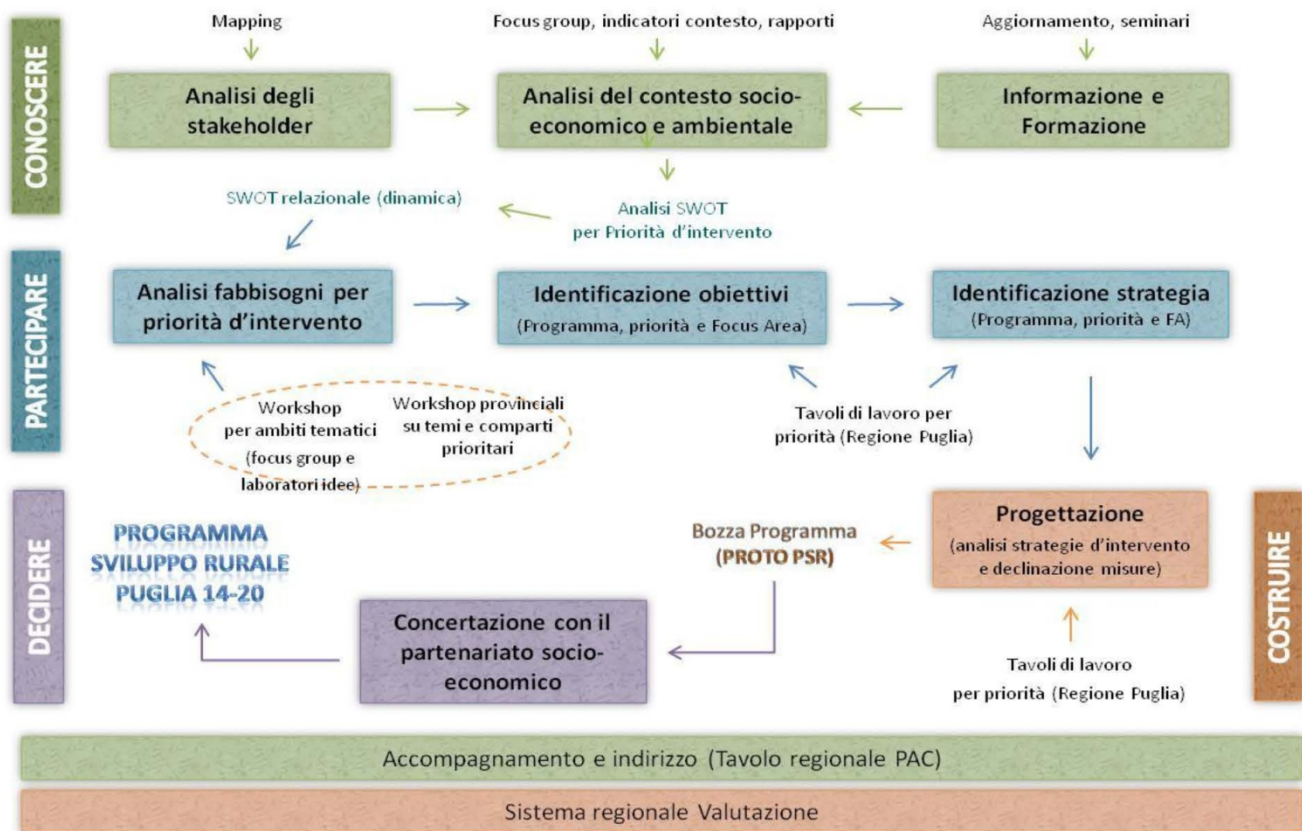 CONOSCERE
Mapping
Focus group, indicatori contesto, rapporti
Aggiornamento, seminari
Analisi degli
stakeholder
Analisi del contesto socio-
economico e ambientale
Informazione e
Formazione
SWOT relazionale (dinamica)
Analisi SWOT
per Priorità d'intervento
PARTECIPARE
Analisi fabbisogni per
priorità d'intervento
Identificazione obiettivi
(Programma, priorità e Focus Area)
Identificazione strategia
(Programma, priorità e FA)
Workshop
per ambiti tematici
(focus group e
laboratori idee)
Workshop provinciali
su temi e comparti
prioritari
Tavoli di lavoro per
priorità (Regione Puglia)
DECIDERE
PROGRAMMA
SVILUPPO RURALE
PUGLIA 14-20
Bozza Programma
(PROTO PSR)
Progettazione
(analisi strategie d'intervento
e declinazione misure)
COSTRUIRE
Concertazione con il
partenariato socio-
economico
Tavoli di lavoro
per priorità (Regione Puglia)
Accompagnamento e indirizzo (Tavolo regionale PAC)
Sistema regionale Valutazione